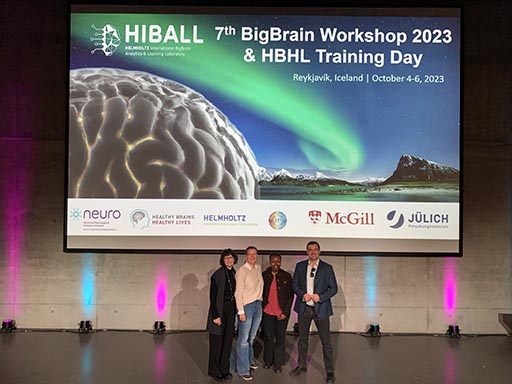 HIBALL
HELMHOLTZ International BigBrain
Analytics & Learning Laboratory
7th BigBrain Workshop 2023
& HBHL Training Day
Reykjavík, Iceland | October 4-6, 2023
neuro
HEALTHY BRAINS
HEALTHY LIVES
HELMHOLTZ
McGill
JÜLICH
Forschungszentrum